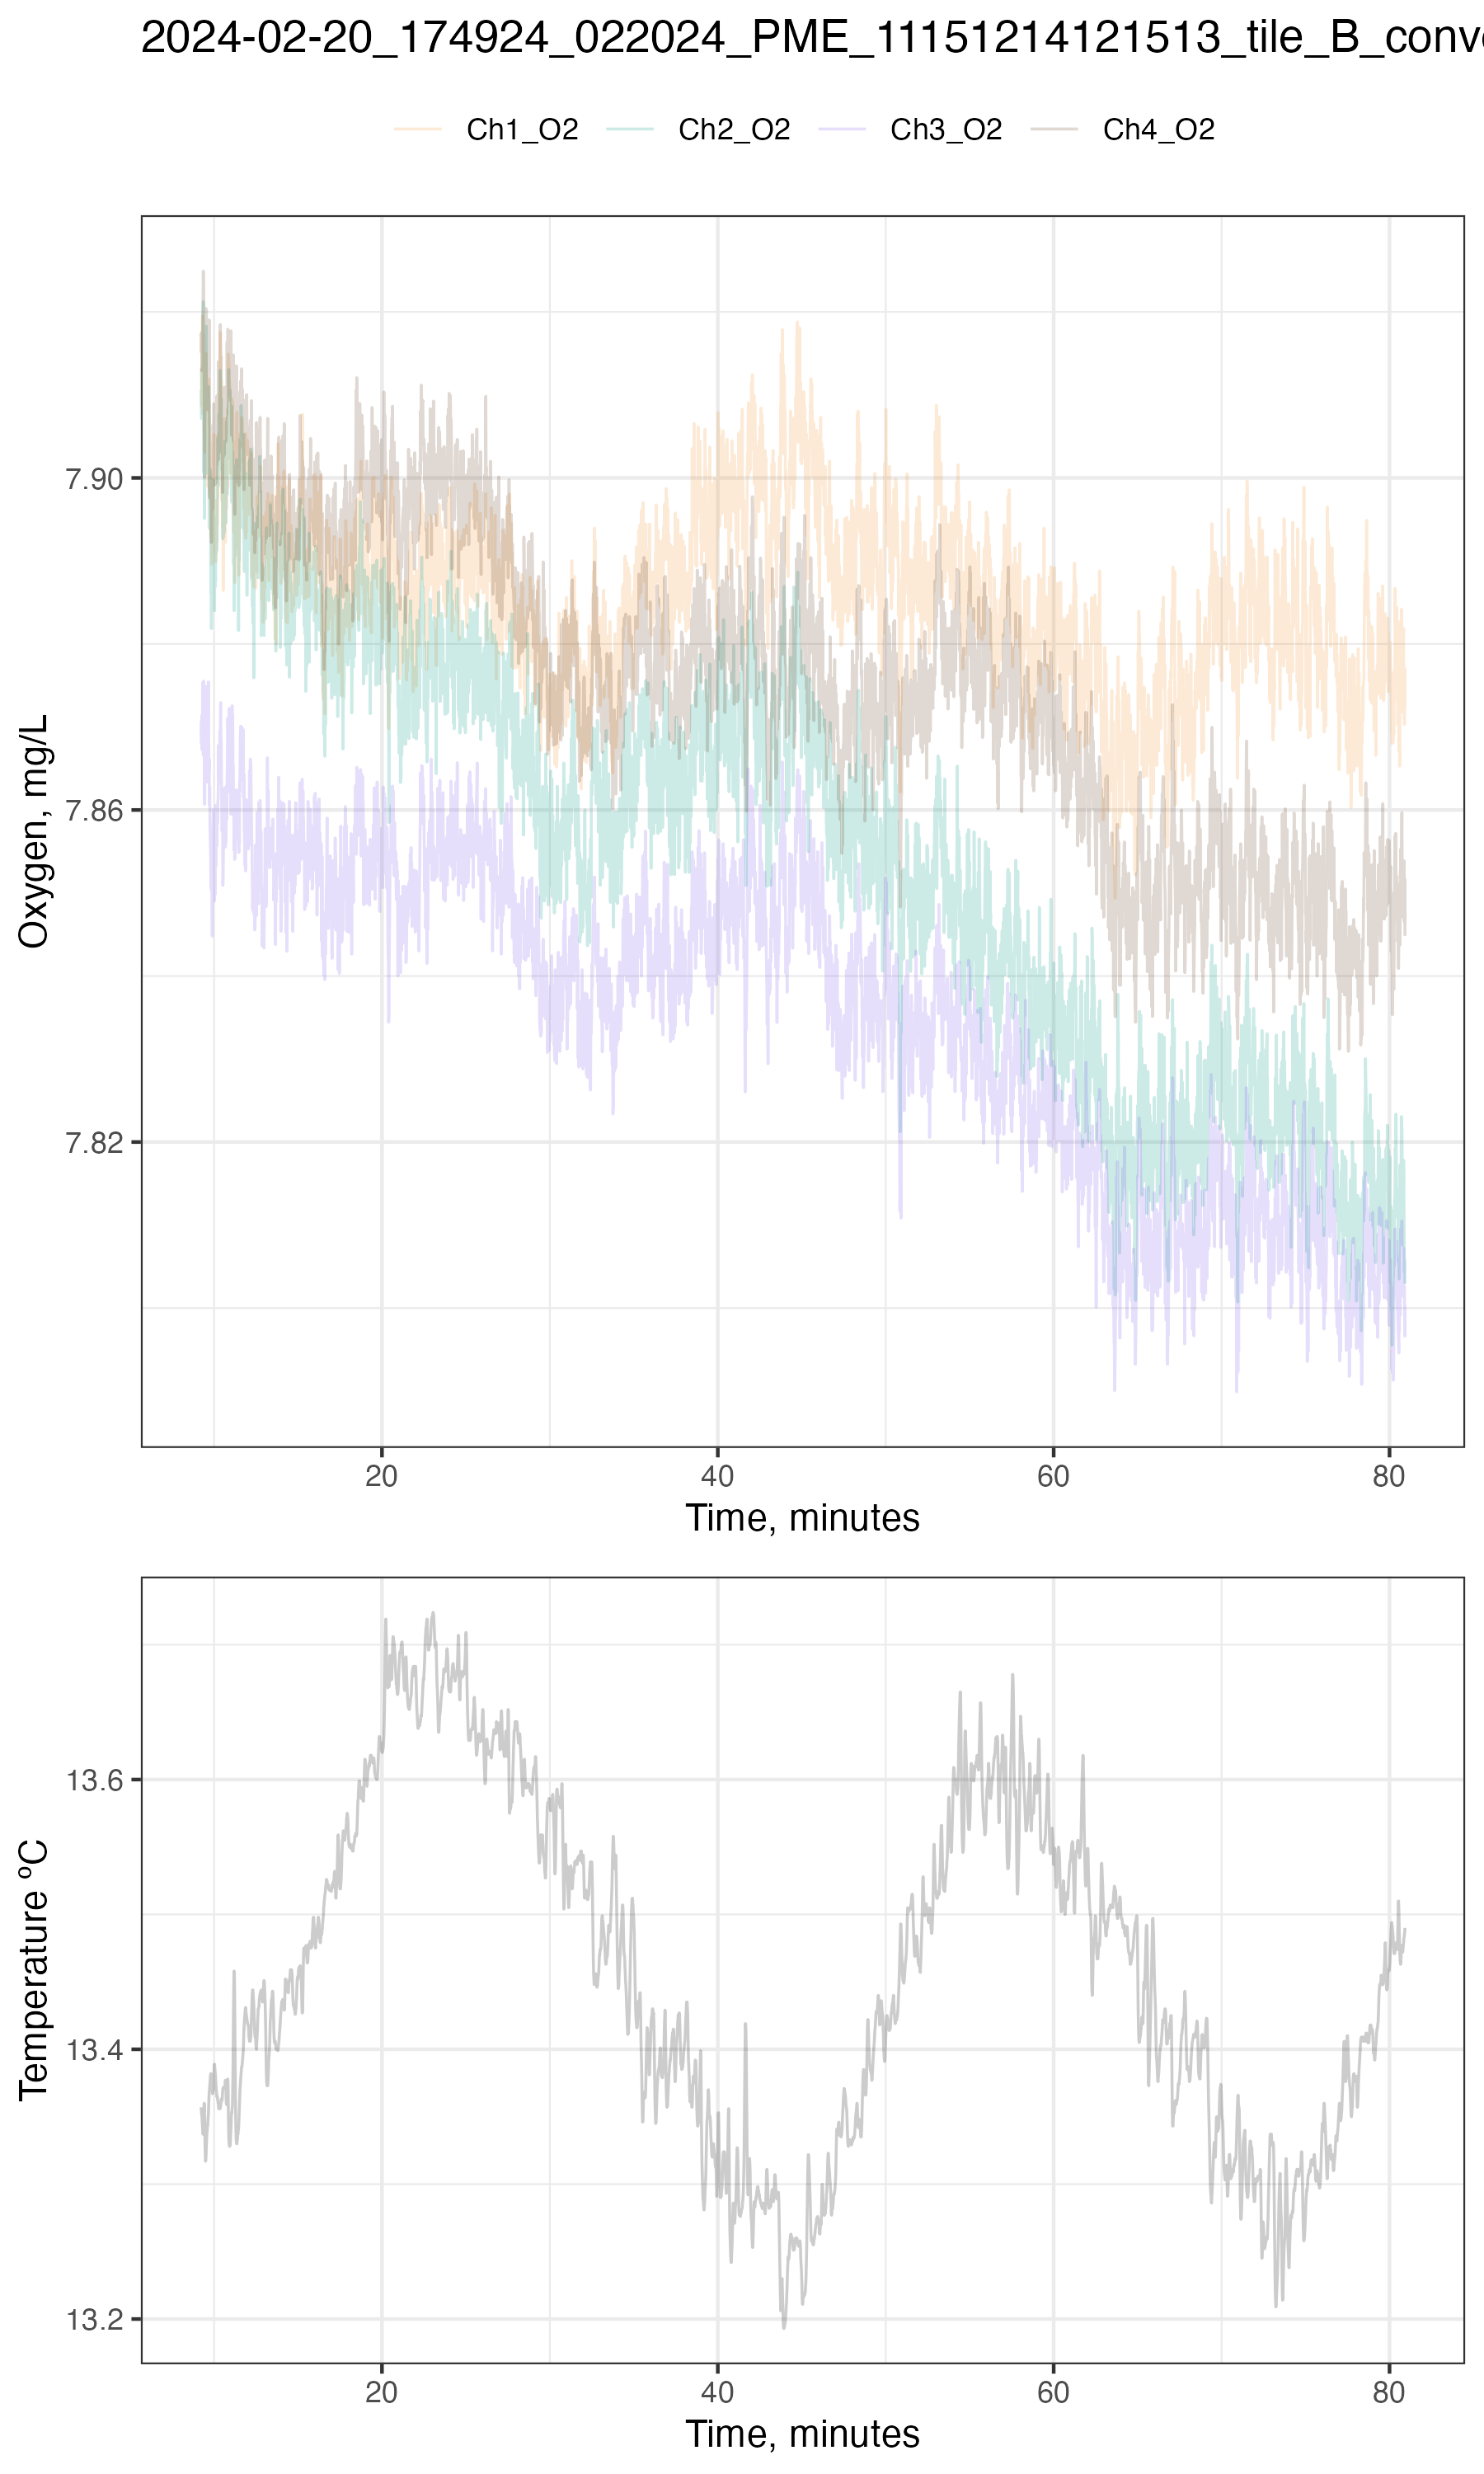 2024-02-20_174924_022024_PME_11151214121513_tile_B_conv
Ch1_O2 Ch2_O2 Ch3_O2 Ch4_O2
Oxygen, mg/L
7.90
7.86
7.82
20 40 60 80
Time, minutes
Temperature ºC
13.6
13.4
13.2
20 40 60 80
Time, minutes